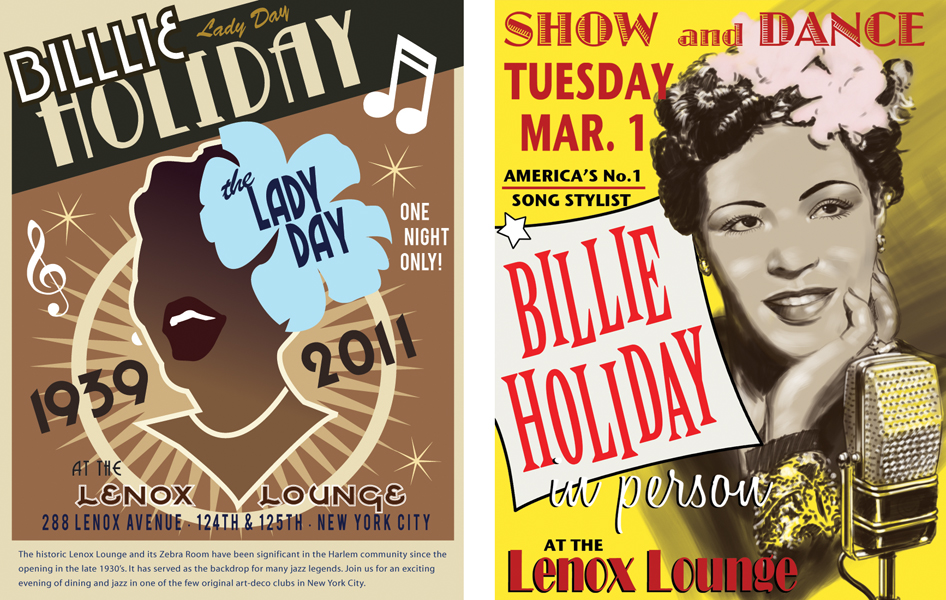 BILLLIE
Lady Day
HOLIDAY
the
LADY
DAY
ONE
NIGHT
ONLY!
1939
2011
AT THE
LENOX LOUNGE
288 LENOX AVENUE · 124TH & 125TH · NEW YORK CITY
The historic Lenox Lounge and its Zebra Room have been significant in the Harlem community since the
opening in the late 1930's. It has served as the backdrop for many jazz legends. Join us for an exciting
evening of dining and jazz in one of the few original art-deco clubs in New York City.
SHOW and DANCE
TUESDAY
MAR. 1
AMERICA'S No.1
SONG STYLIST
BILLIE
HOLIDAY
in person
AT THE
Lenox Lounge